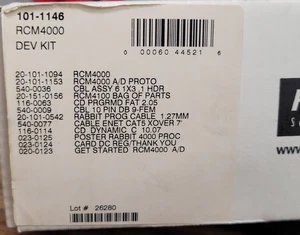 101-1146
RCM4000
DEV KIT
0 00060 44521 6
20-101-1094 RCM4000
20-101-1153 RCM4000 A/D PROTO
540-0036 CBL ASSY 6 1X3 .1 HDR
20-151-0156 RCM4100 BAG OF PARTS
116-0063 CD PRGRMD FAT 2.05
540-0009 CBL 10 PIN DB 9-FEM
20-101-0542 RABBIT PROG CABLE 1.27MM
540-0077 CABLE ENET CAT5 XOVER 7'
116-0114 CD DYNAMIC C 10.07
023-0125 POSTER RABBIT 4000 PROC
023-0124 CARD DC REG/THANK YOU
020-0123 GET STARTED RCM4000 A/D
Lot # 26280